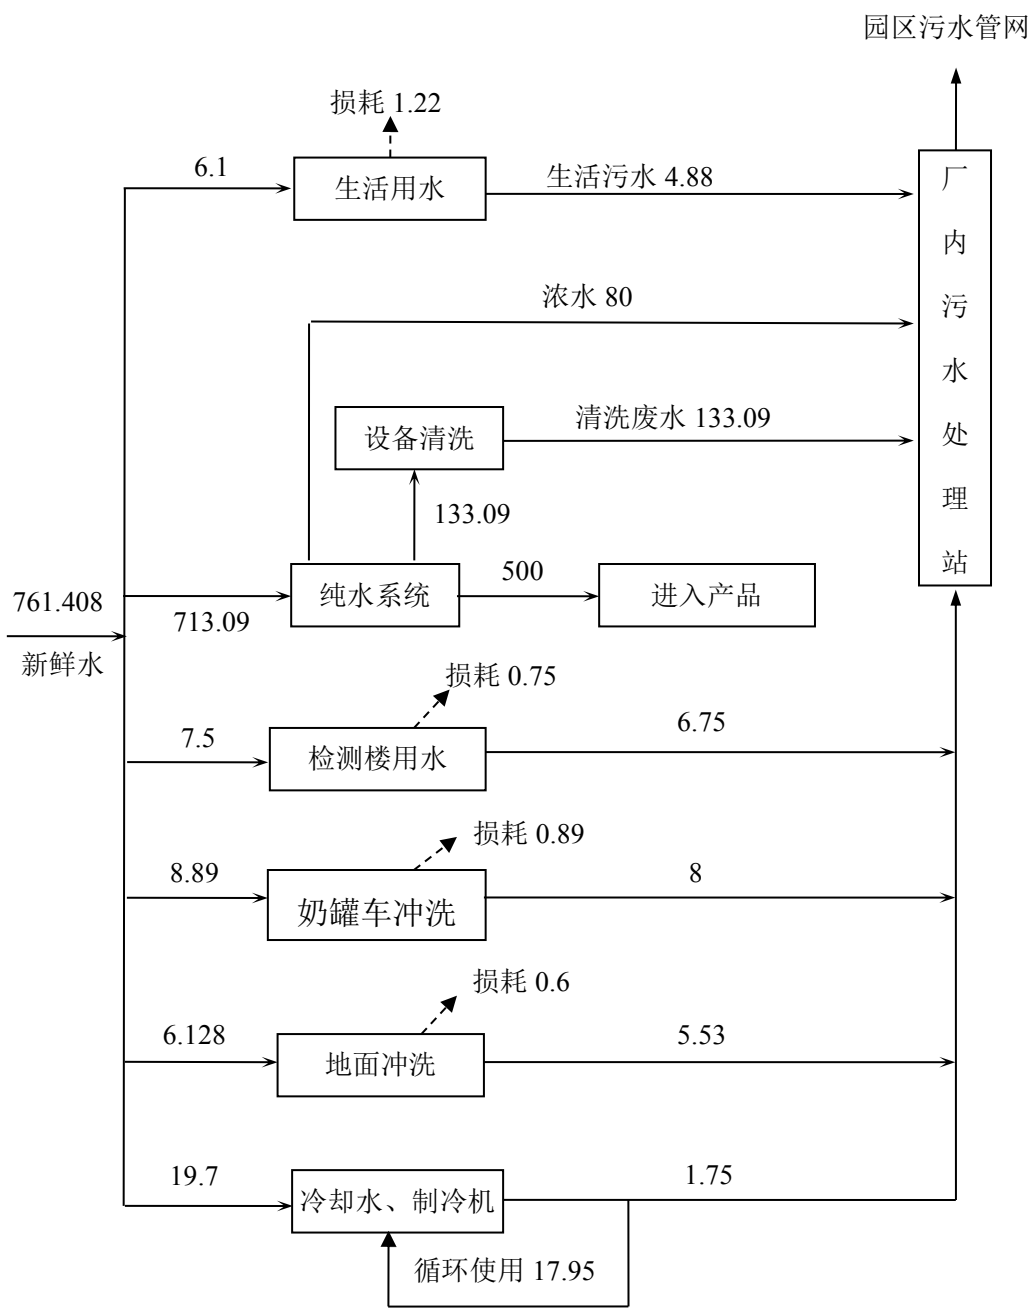 园区污水管网
损耗 1.22
6.1
生活用水
生活污水 4.88
厂内污水处理站
浓水 80
设备清洗
清洗废水 133.09
133.09
761.408
新鲜水
713.09
纯水系统
500
进入产品
损耗 0.75
7.5
检测楼用水
6.75
损耗 0.89
8.89
奶罐车冲洗
8
损耗 0.6
6.128
地面冲洗
5.53
19.7
冷却水、制冷机
1.75
循环使用 17.95